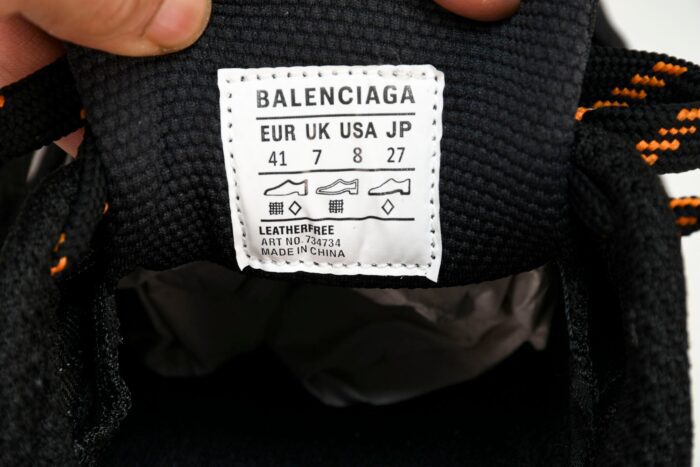 BALENCIAGA
EUR UK USA JP
41 7 8 27
LEATHERFREE
ART NO. 734734
MADE IN CHINA